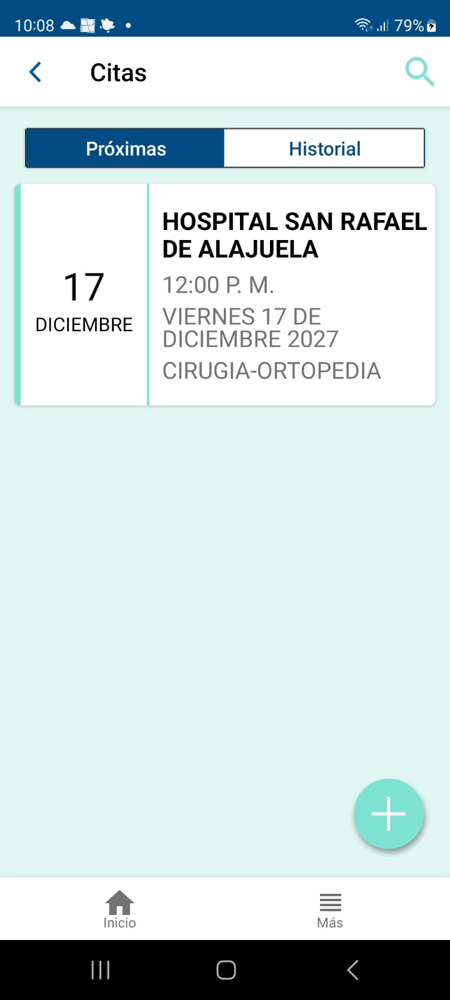 10:08
79%
Citas
Próximas
Historial
17
DICIEMBRE
HOSPITAL SAN RAFAEL
DE ALAJUELA
12:00 P. M.
VIERNES 17 DE
DICIEMBRE 2027
CIRUGIA-ORTOPEDIA
Inicio
Más